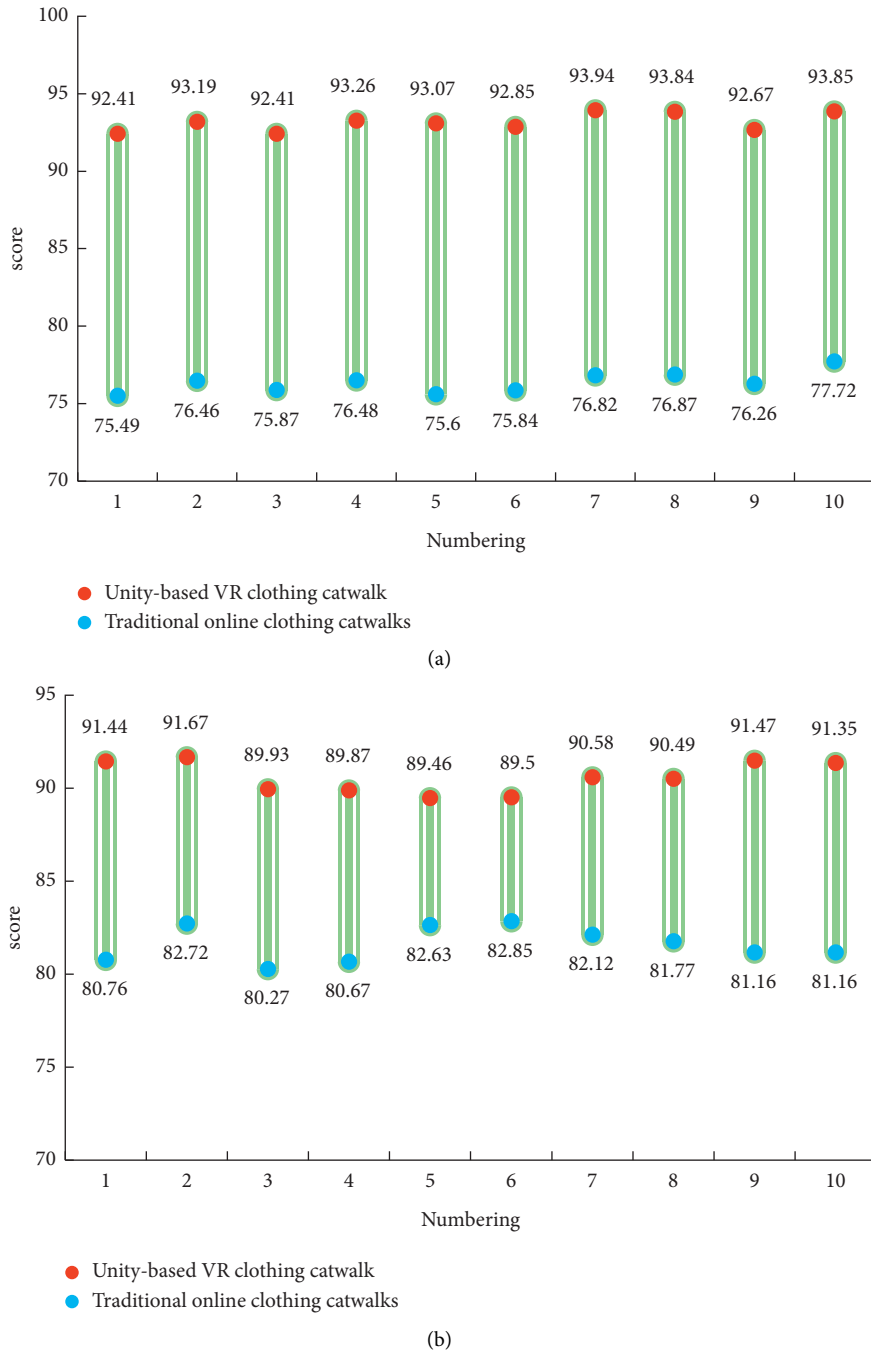 100
95
90
85
80
75
70
score
92.41 93.19 92.41 93.26 93.07 92.85 93.94 93.84 92.67 93.85
75.49 76.46 75.87 76.48 75.6 75.84 76.82 76.87 76.26 77.72
1 2 3 4 5 6 7 8 9 10
Numbering
Unity-based VR clothing catwalk
Traditional online clothing catwalks
(a)
95
90
85
80
75
70
score
91.44 91.67 89.93 89.87 89.46 89.5 90.58 90.49 91.47 91.35
80.76 82.72 80.27 80.67 82.63 82.85 82.12 81.77 81.16 81.16
1 2 3 4 5 6 7 8 9 10
Numbering
Unity-based VR clothing catwalk
Traditional online clothing catwalks
(b)